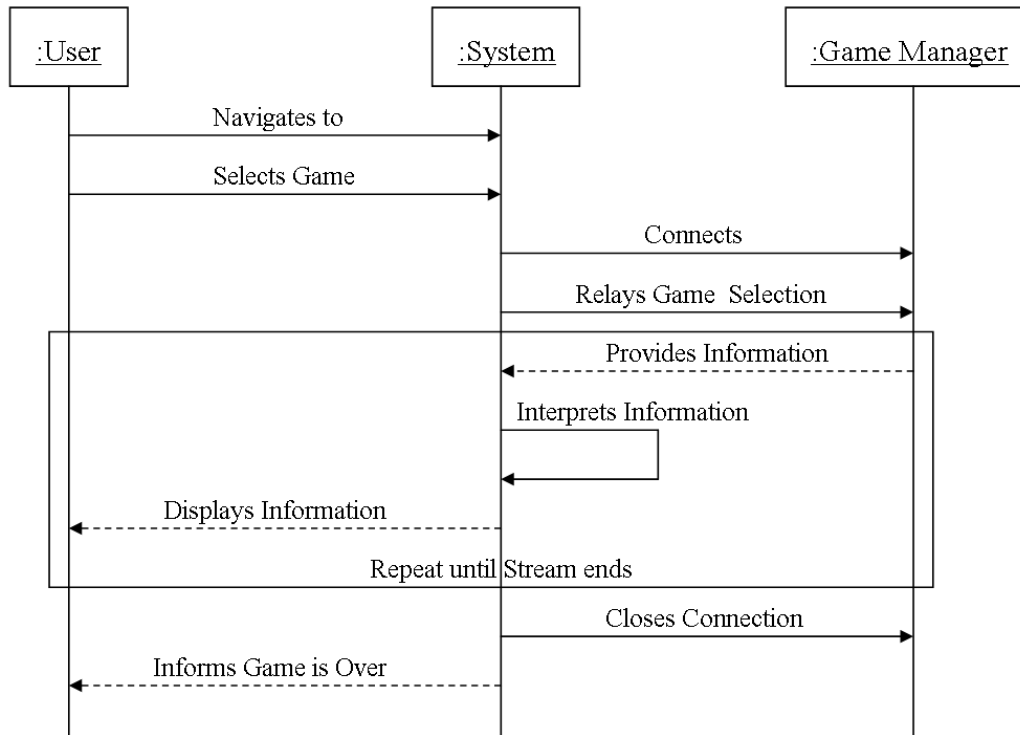 :User
:System
:Game Manager
Navigates to
Selects Game
Connects
Relays Game Selection
Provides Information
Interprets Information
Displays Information
Repeat until Stream ends
Closes Connection
Informs Game is Over